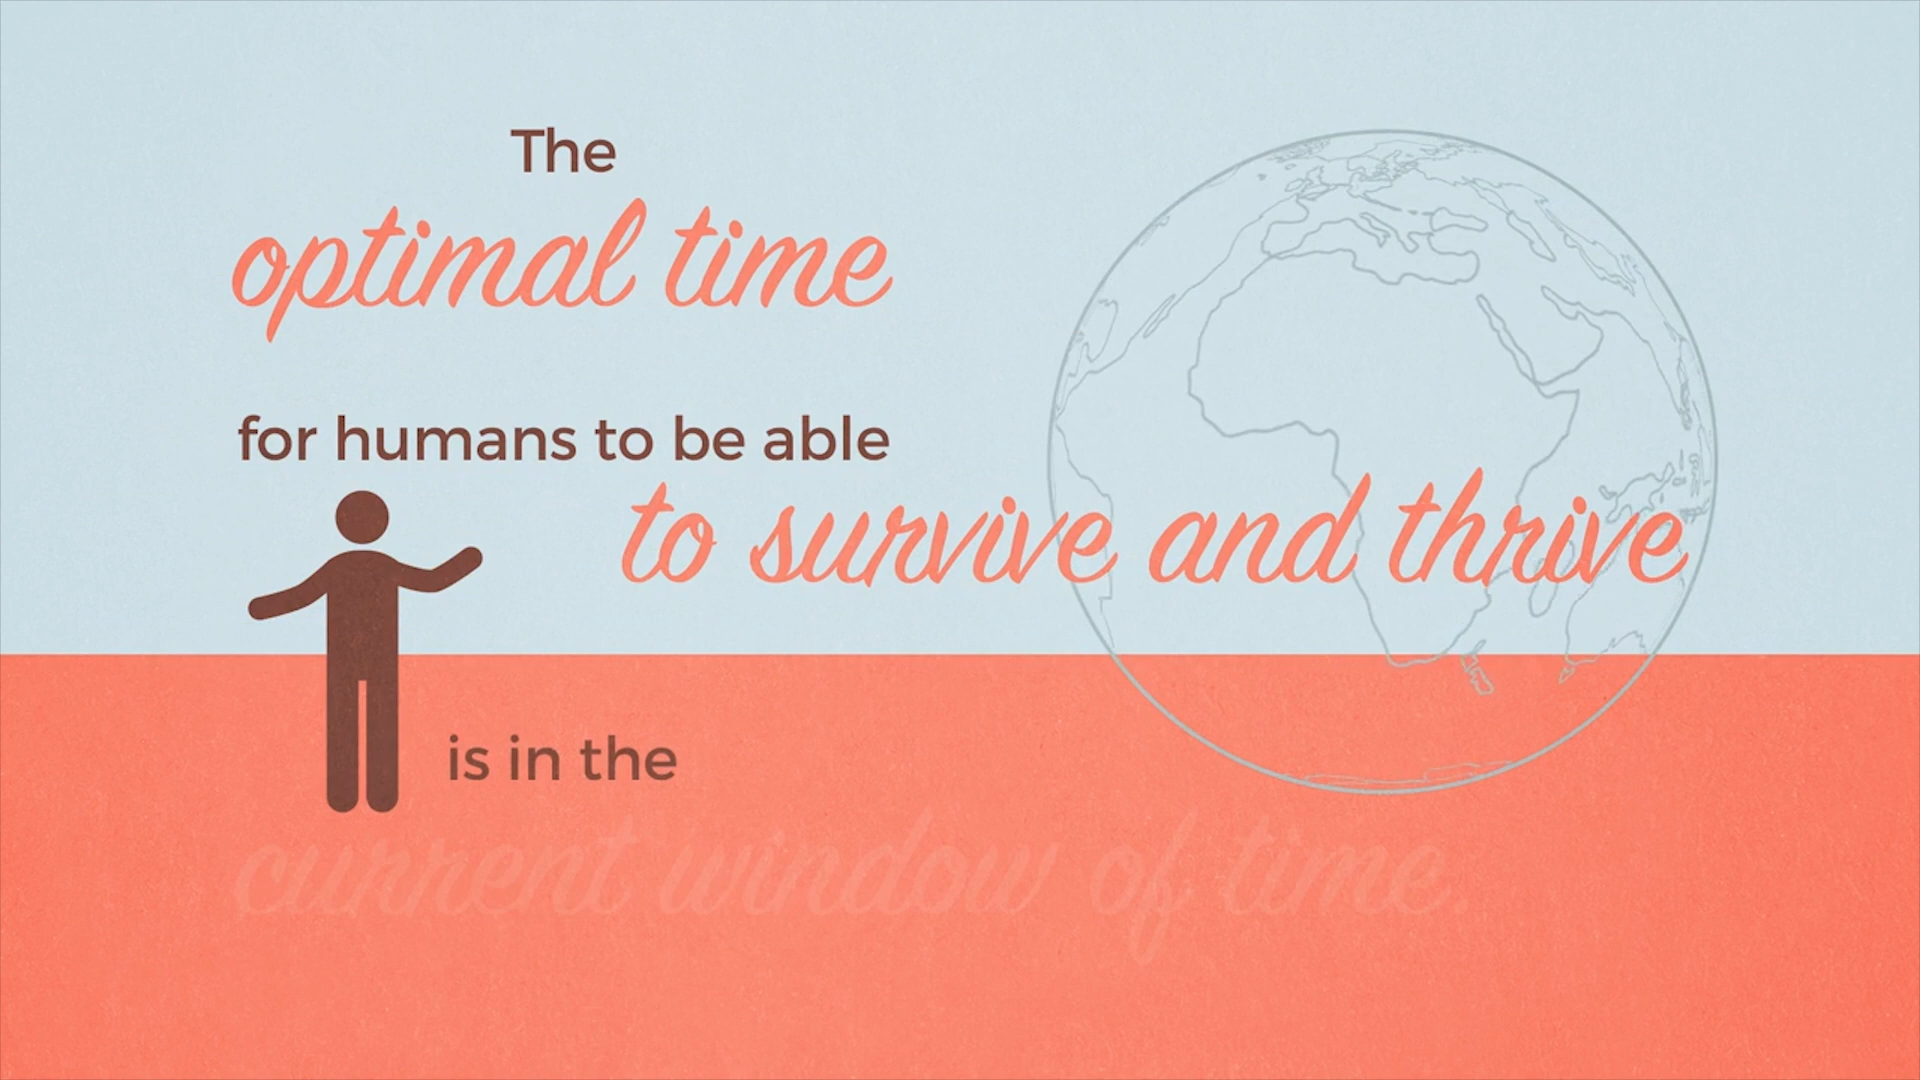 The
optimal time
for humans to be able
to survive and thrive
is in the
current window of time.